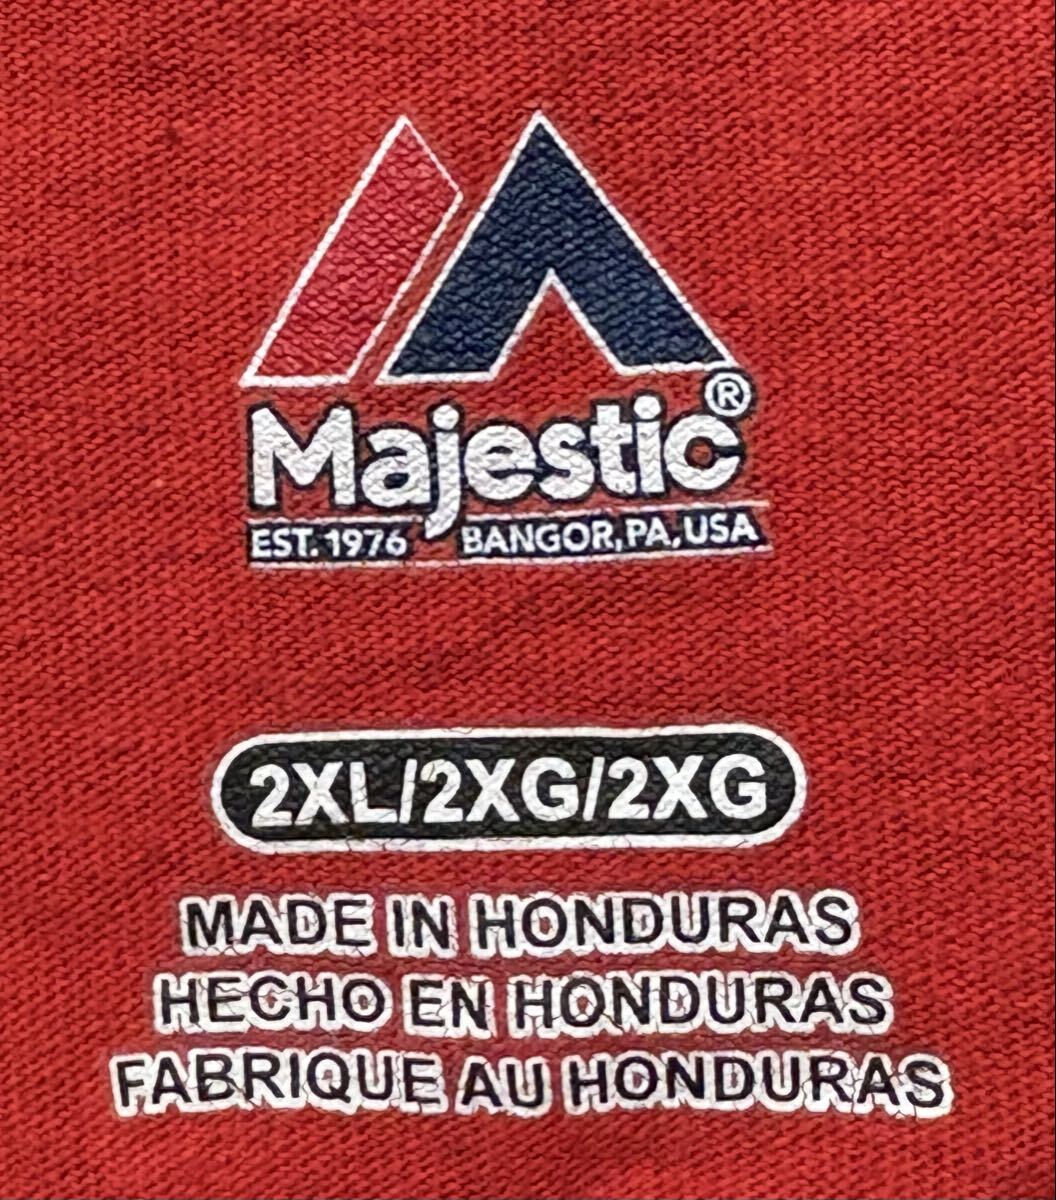 Majestic®
EST. 1976 BANGOR, PA, USA
2XL/2XG/2XG
MADE IN HONDURAS
HECHO EN HONDURAS
FABRIQUE AU HONDURAS